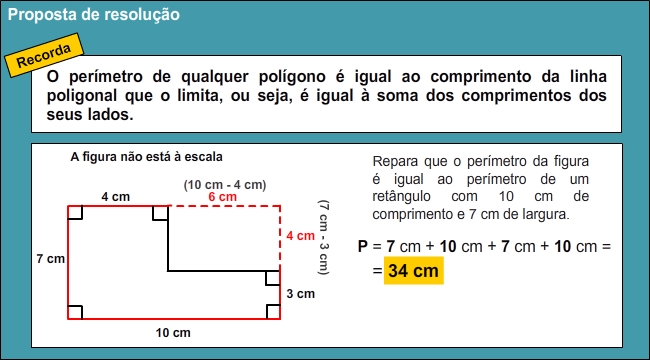 Proposta de resolução
Recorda
O perímetro de qualquer polígono é igual ao comprimento da linha
poligonal que o limita, ou seja, é igual à soma dos comprimentos dos
seus lados.
A figura não está à escala
(10 cm - 4 cm)
4 cm
6 cm
4 cm
(7 cm - 3 cm)
7 cm
3 cm
10 cm
Repara que o perímetro da figura
é igual ao perímetro de um
retângulo com 10 cm de
comprimento e 7 cm de largura.
P = 7 cm + 10 cm + 7 cm + 10 cm =
= 34 cm